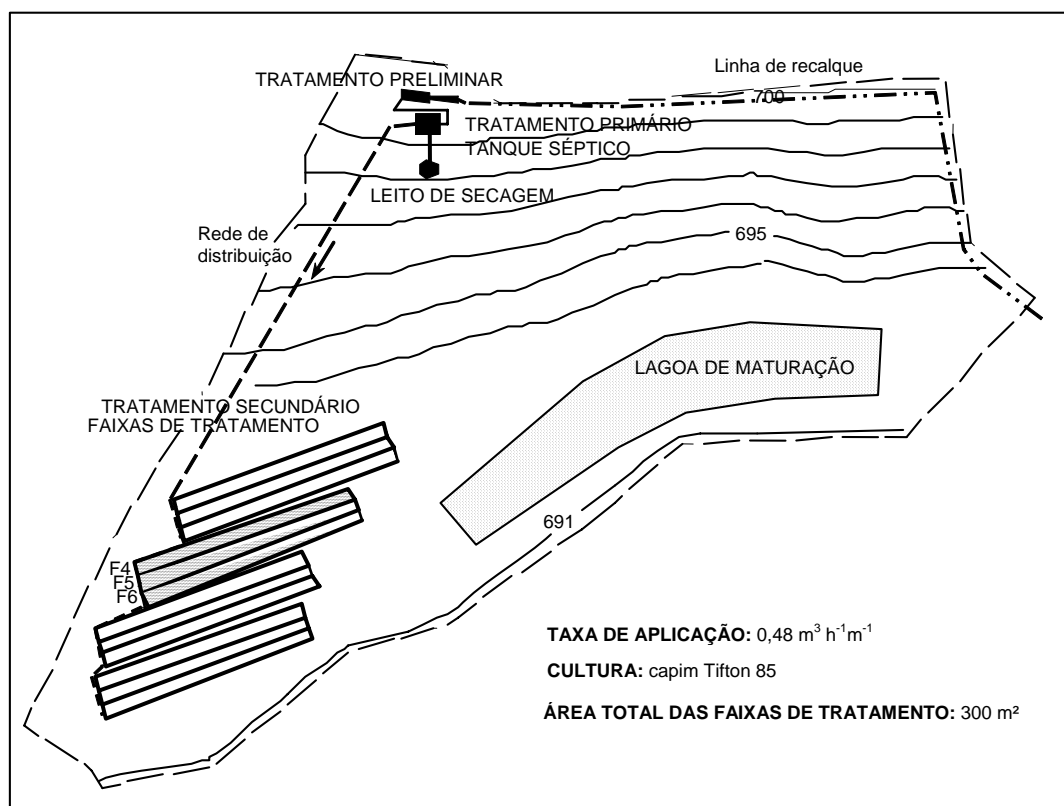 Linha de recalque
TRATAMENTO PRELIMINAR
700
TRATAMENTO PRIMÁRIO
TANQUE SÉPTICO
LEITO DE SECAGEM
Rede de
distribuição
695
LAGOA DE MATURAÇÃO
TRATAMENTO SECUNDÁRIO
FAIXAS DE TRATAMENTO
691
F4
F5
F6
TAXA DE APLICAÇÃO: 0,48 m³ h⁻¹m⁻¹
CULTURA: capim Tifton 85
ÁREA TOTAL DAS FAIXAS DE TRATAMENTO: 300 m²